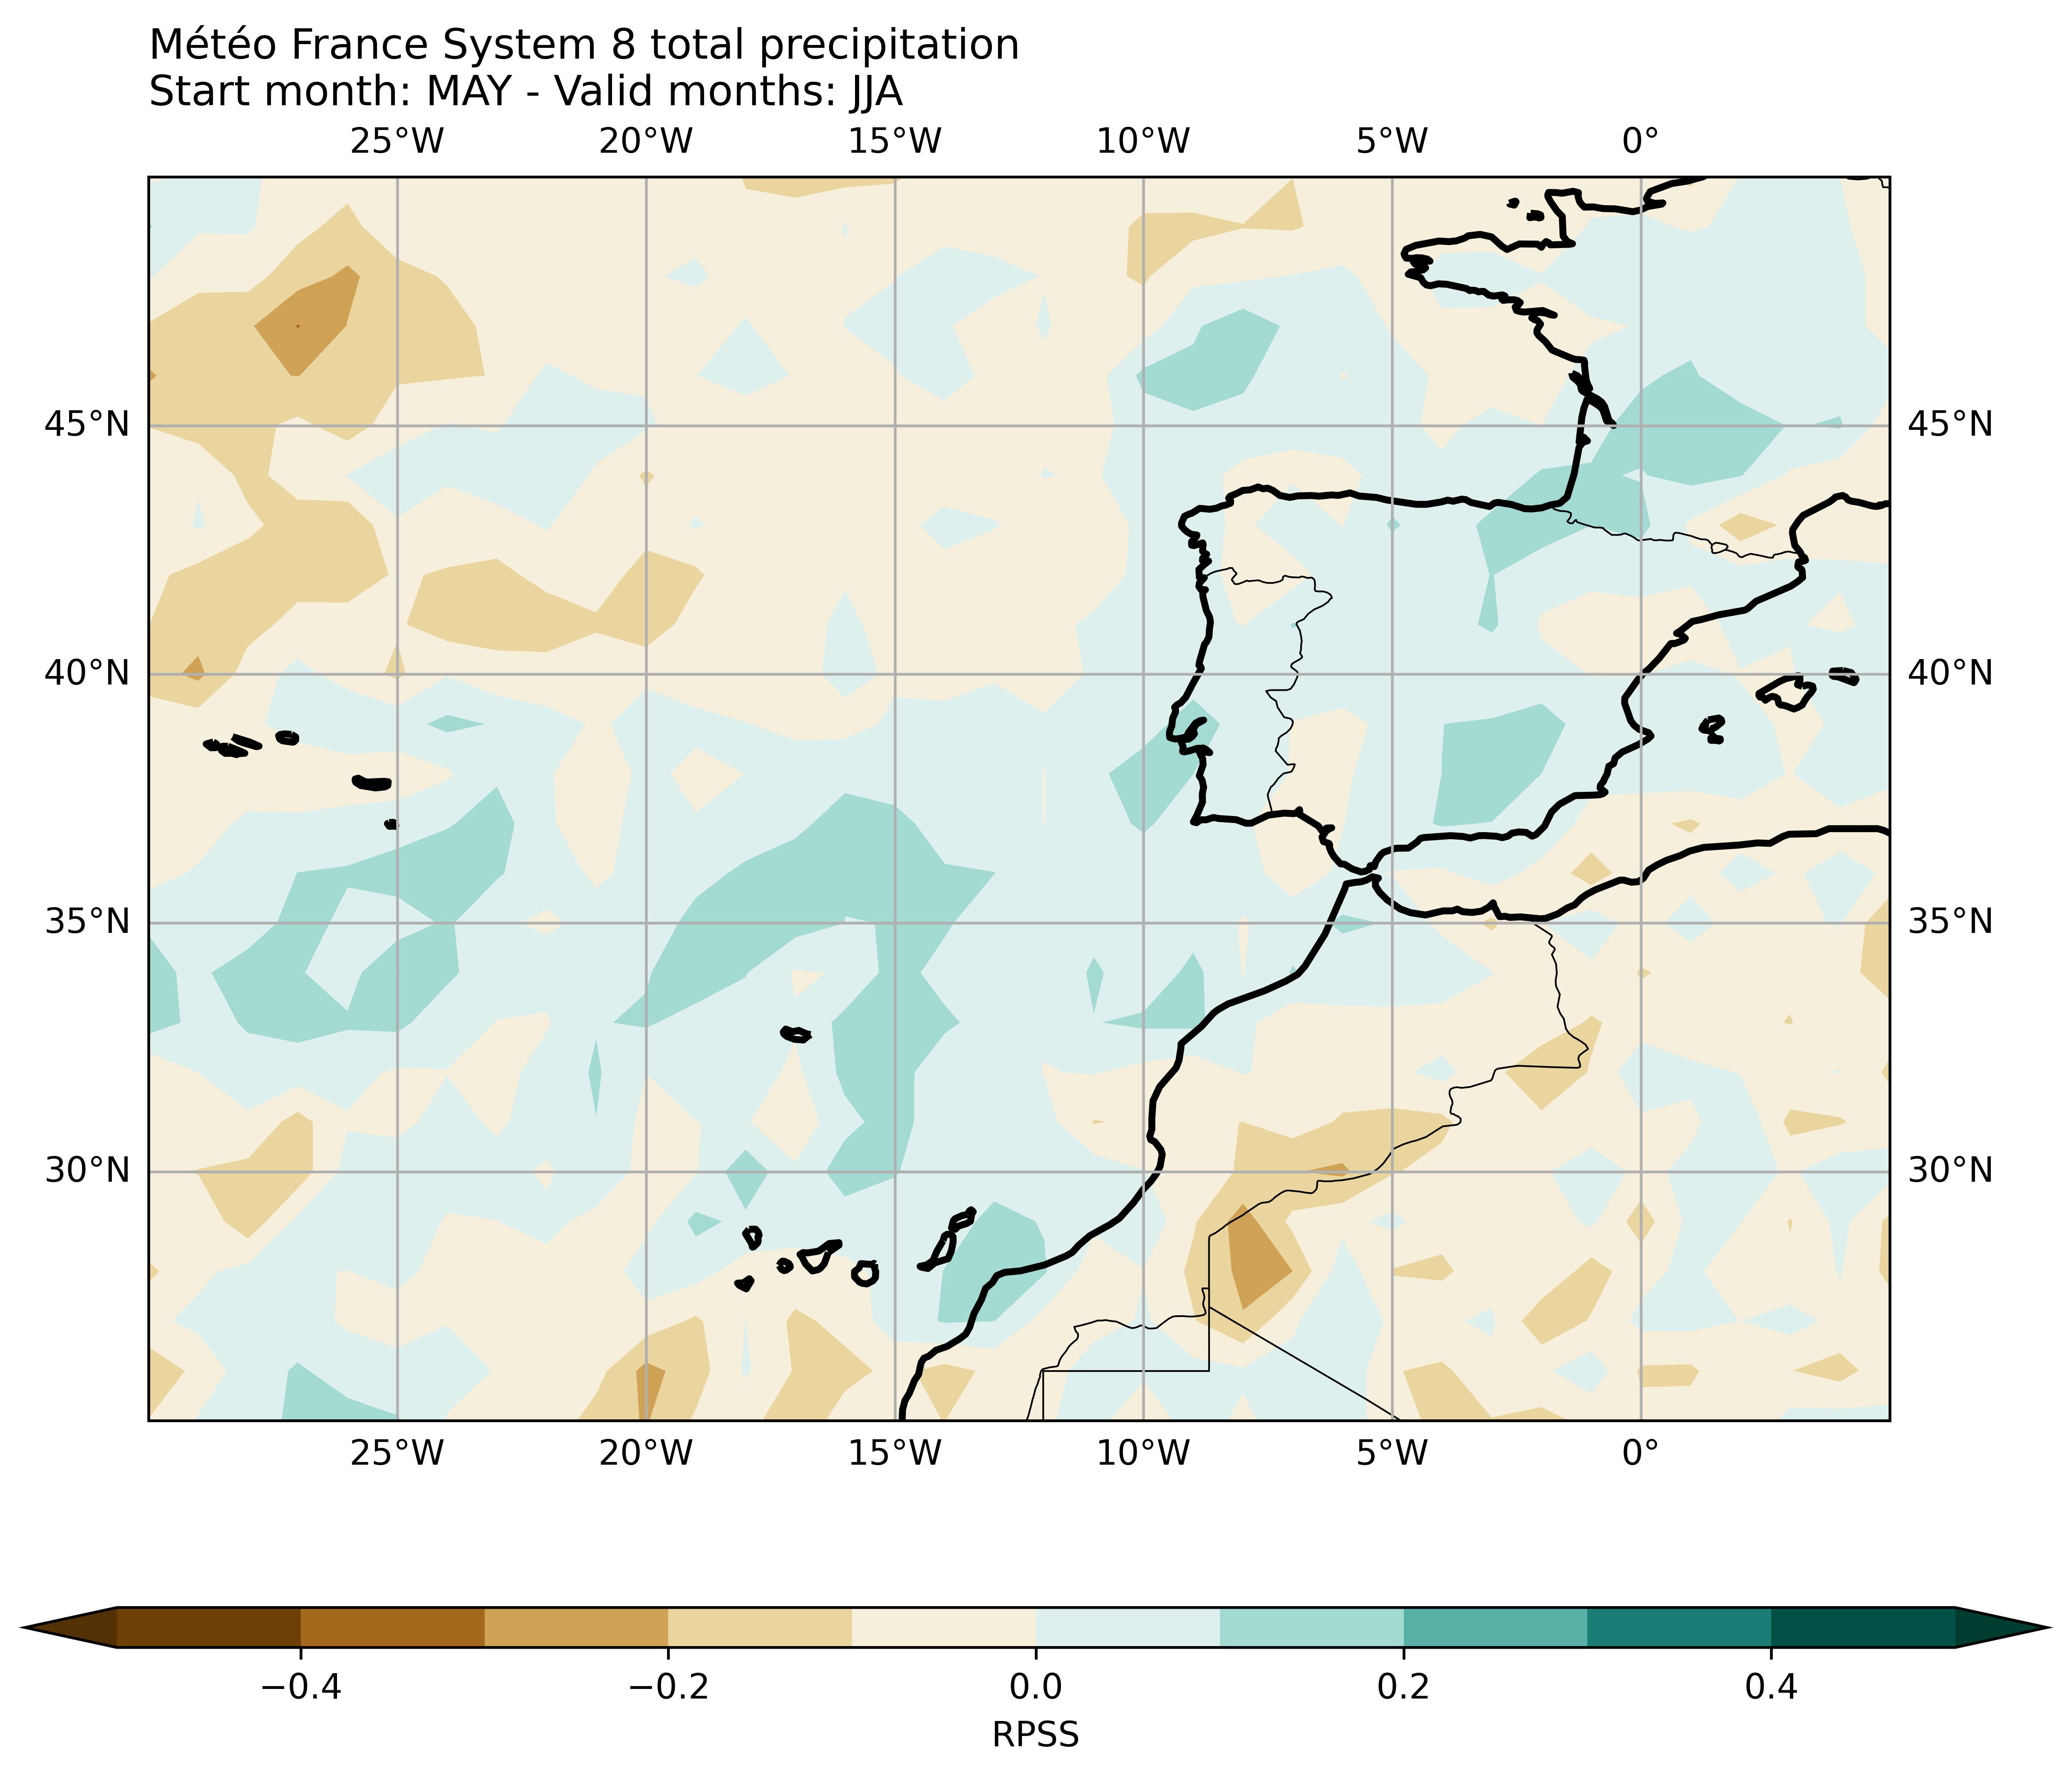 Météo France System 8 total precipitation
Start month: MAY - Valid months: JJA
25°W 20°W 15°W 10°W 5°W 0°
45°N 45°N
40°N 40°N
35°N 35°N
30°N 30°N
25°W 20°W 15°W 10°W 5°W 0°
−0.4 −0.2 0.0 0.2 0.4
RPSS